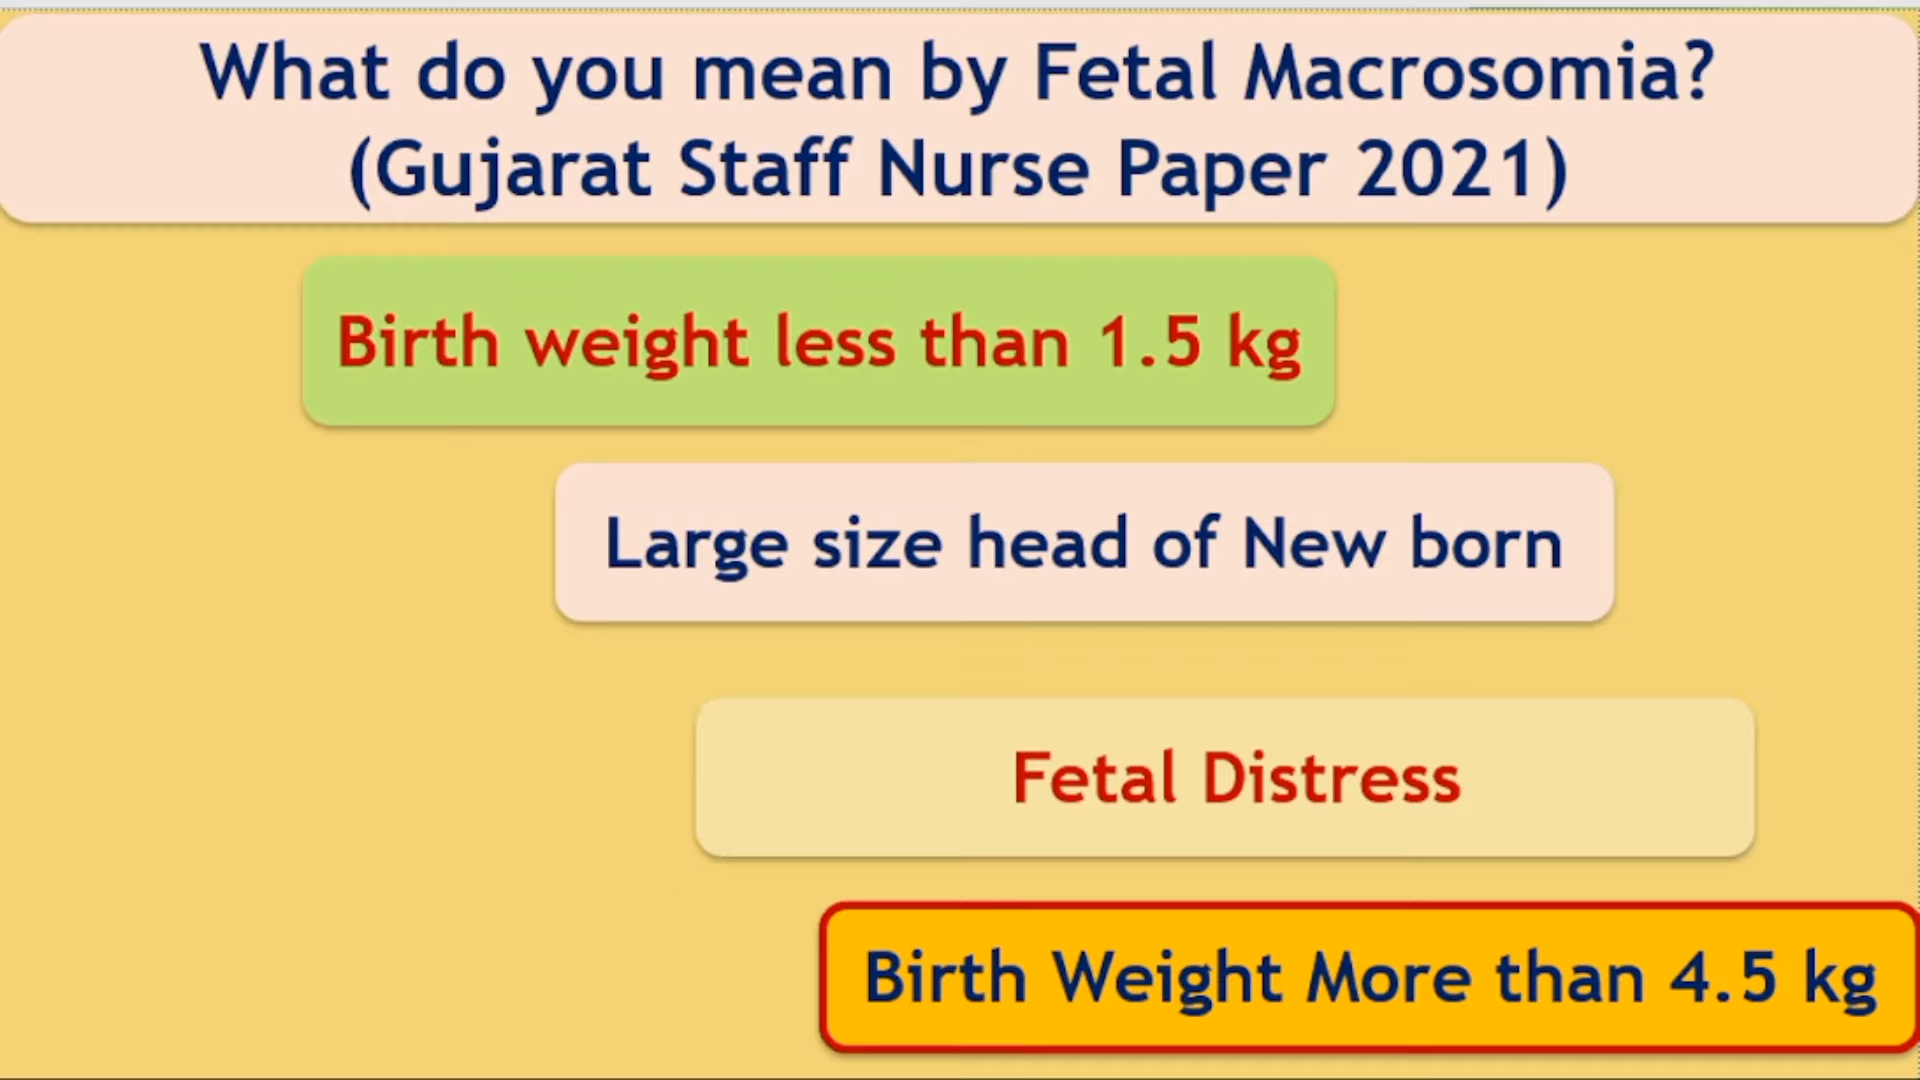 What do you mean by Fetal Macrosomia?
(Gujarat Staff Nurse Paper 2021)
Birth weight less than 1.5 kg
Large size head of New born
Fetal Distress
Birth Weight More than 4.5 kg